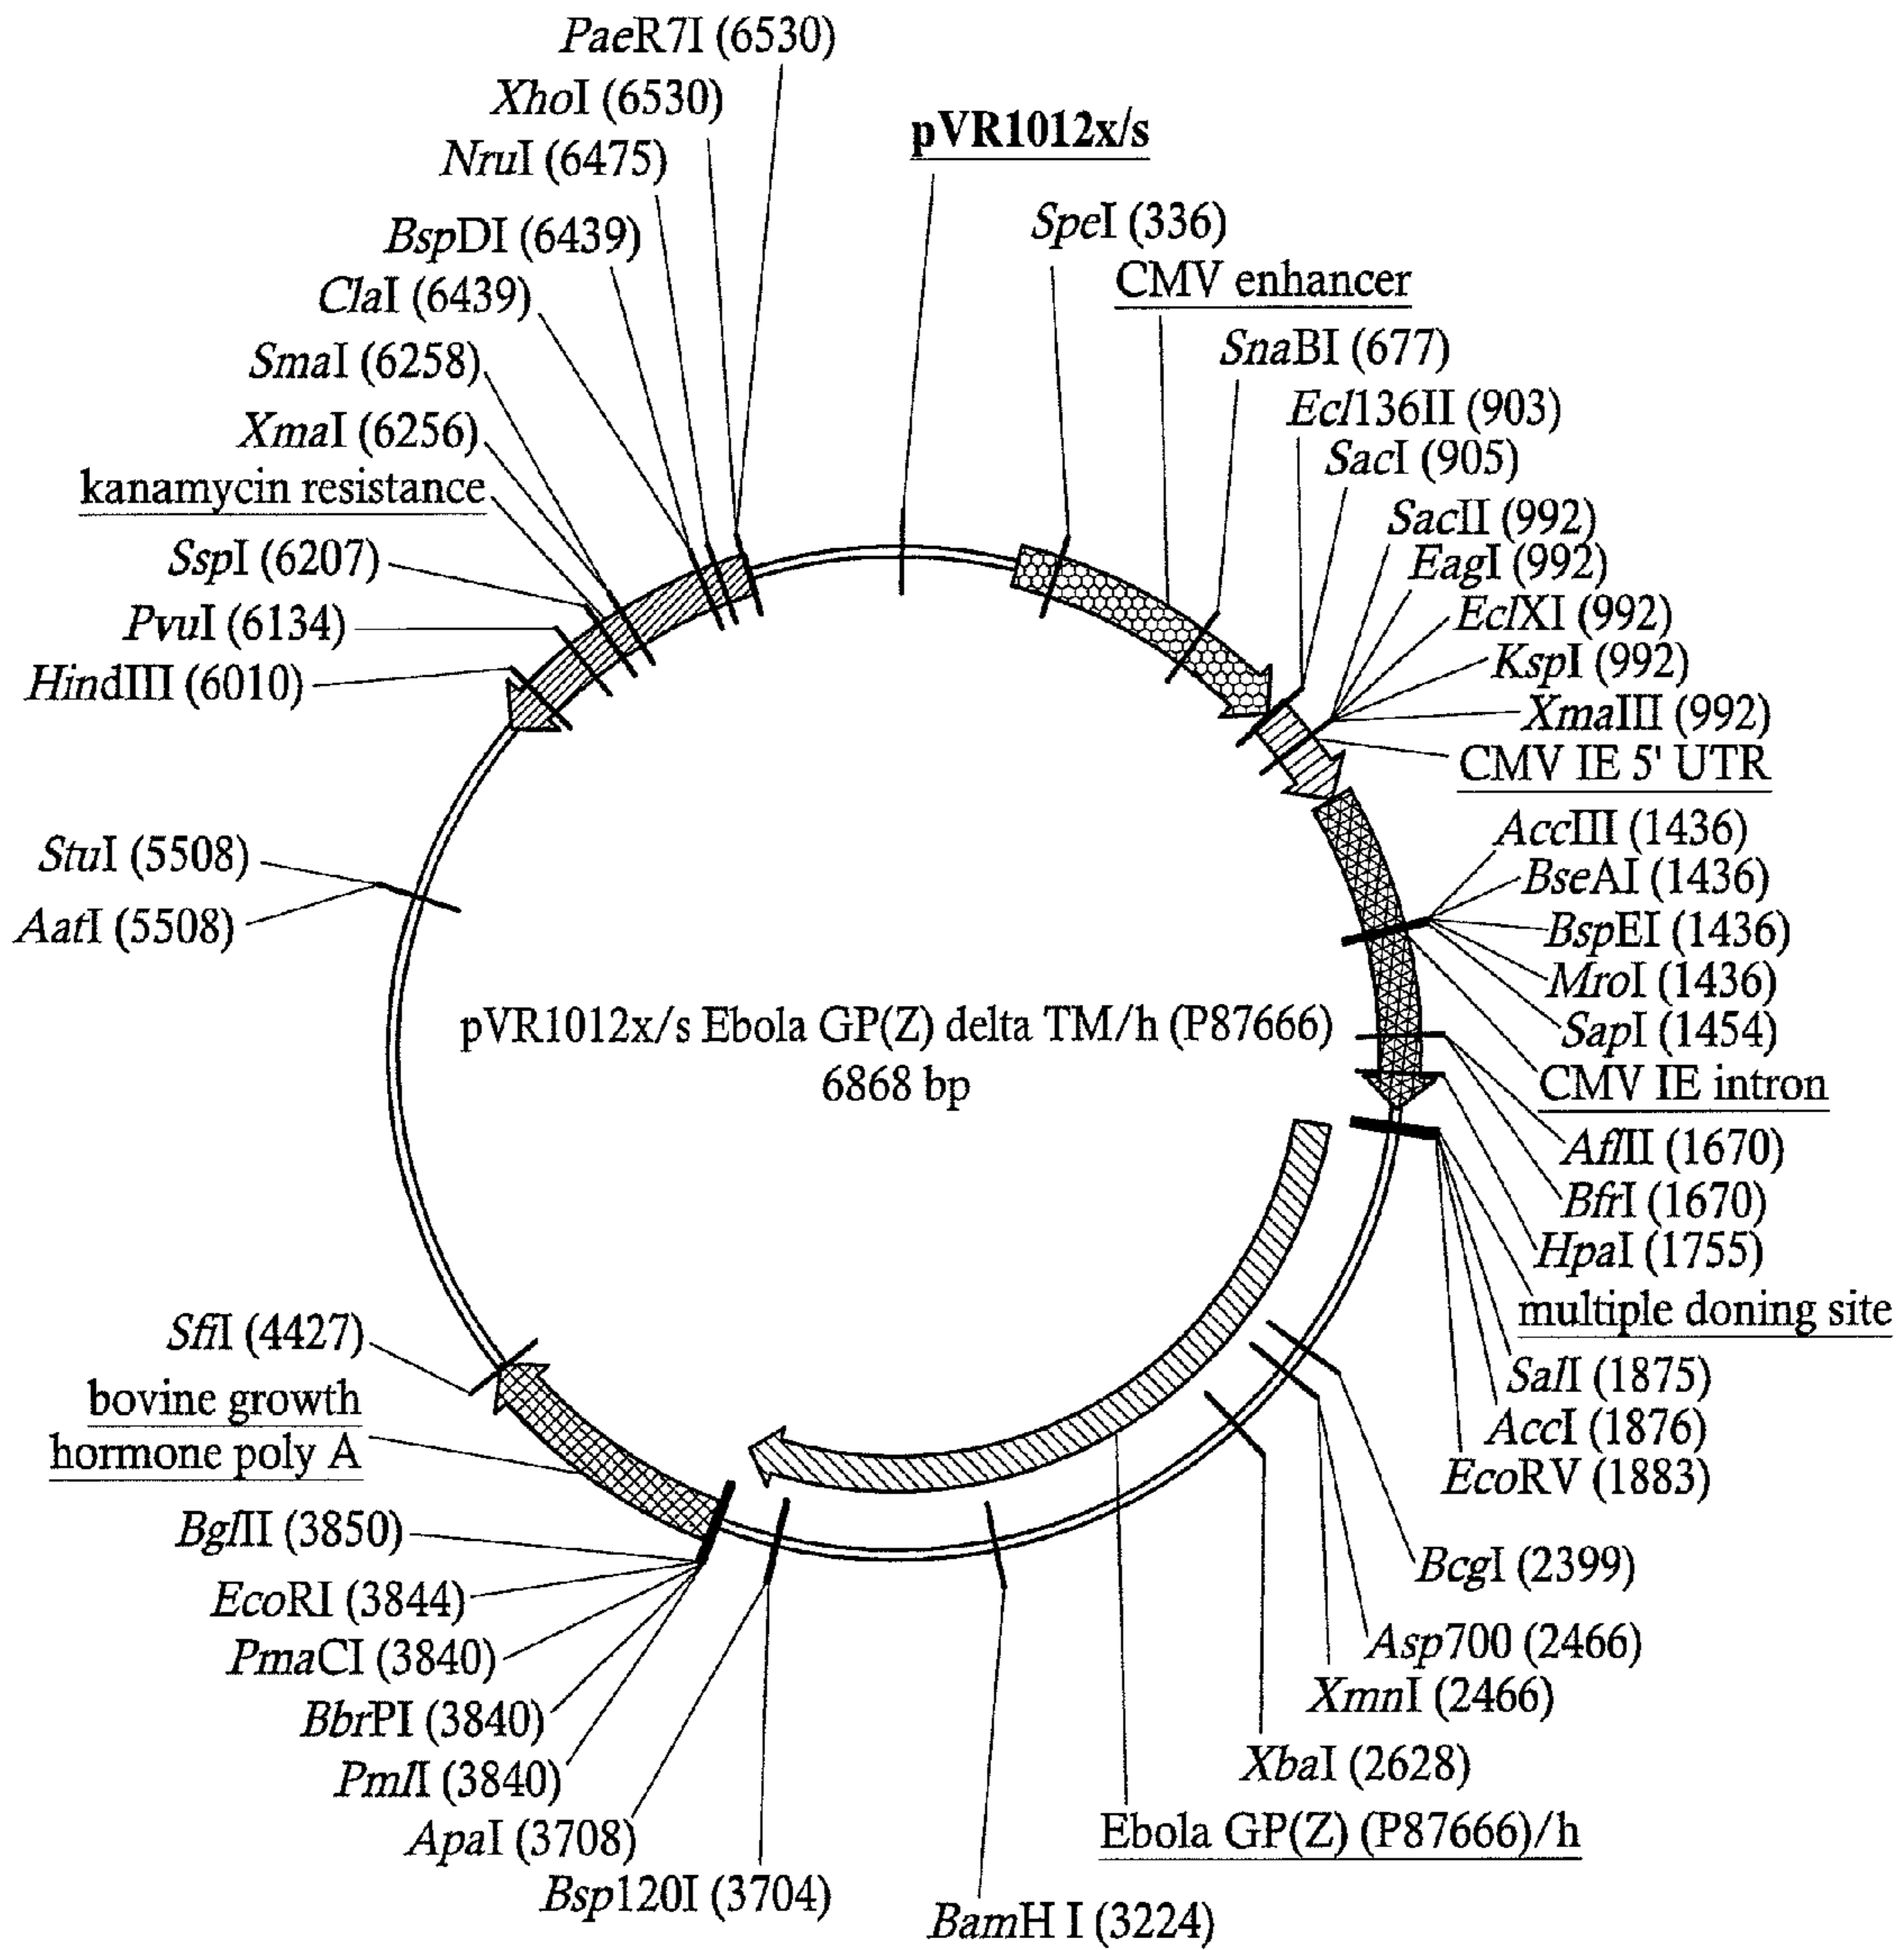 PaeR7I (6530)
XhoI (6530)
NruI (6475)
BspDI (6439)
ClaI (6439)
SmaI (6258)
XmaI (6256)
kanamycin resistance
SspI (6207)
PvuI (6134)
HindIII (6010)
StuI (5508)
AatI (5508)
pVR1012x/s
SpeI (336)
CMV enhancer
SnaBI (677)
Ecl136II (903)
SacI (905)
SacII (992)
EagI (992)
EclXI (992)
KspI (992)
XmaIII (992)
CMV IE 5' UTR
AccIII (1436)
BseAI (1436)
BspEI (1436)
MroI (1436)
SapI (1454)
CMV IE intron
AflII (1670)
BfrI (1670)
HpaI (1755)
multiple doning site
SalI (1875)
AccI (1876)
EcoRV (1883)
pVR1012x/s Ebola GP(Z) delta TM/h (P87666)
6868 bp
BcgI (2399)
Asp700 (2466)
XmnI (2466)
XbaI (2628)
Ebola GP(Z) (P87666)/h
BamH I (3224)
SfiI (4427)
bovine growth
hormone poly A
BglII (3850)
EcoRI (3844)
PmaCI (3840)
BbrPI (3840)
PmlI (3840)
ApaI (3708)
Bsp120I (3704)